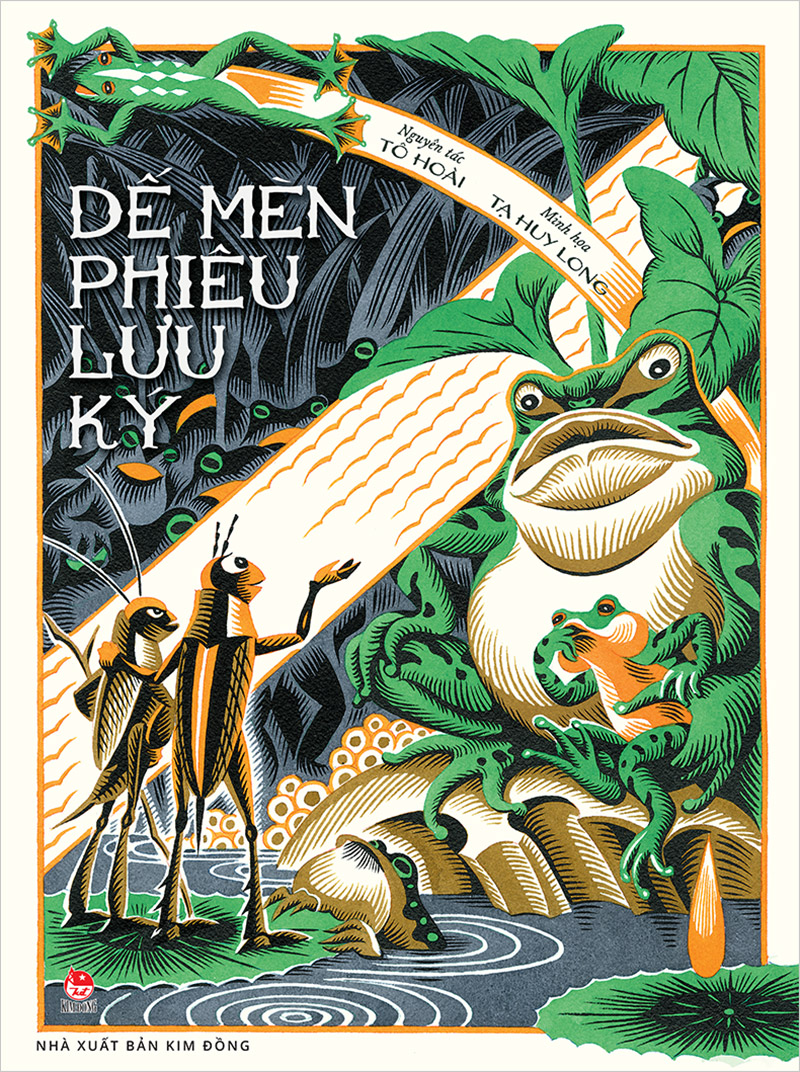 Nguyên tác
TÔ HOÀI
Minh họa
TẠ HUY LONG
DẾ MÈN
PHIÊU
LƯU
KÝ
KIM ĐỒNG
NHÀ XUẤT BẢN KIM ĐỒNG